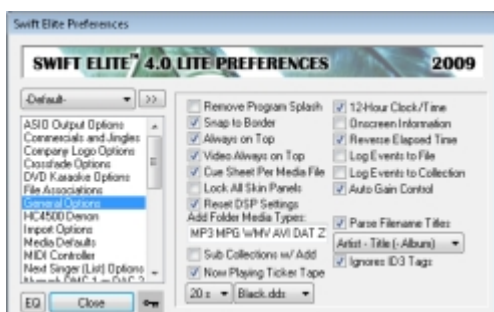 Swift Elite Preferences
SWIFT ELITE™ 4.0 LITE PREFERENCES 2009
-Default- >>
ASIO Output Options
Commercials and Jingles
Company Logo Options
Crossfade Options
DVD Karaoke Options
File Associations
General Options
HC4500 Denon
Import Options
Media Defaults
MIDI Controller
Next Singer (List) Options
EQ Close
Remove Program Splash
Snap to Border
Always on Top
Video Always on Top
Cue Sheet Per Media File
Lock All Skin Panels
Reset DSP Settings
Add Folder Media Types:
MP3 MPG WMV AVI DAT Z
Sub Collections w/ Add
Now Playing Ticker Tape
20 s Black.dds
12-Hour Clock/Time
Onscreen Information
Reverse Elapsed Time
Log Events to File
Log Events to Collection
Auto Gain Control
Parse Filename Titles
Artist - Title (-Album)
Ignores ID3 Tags